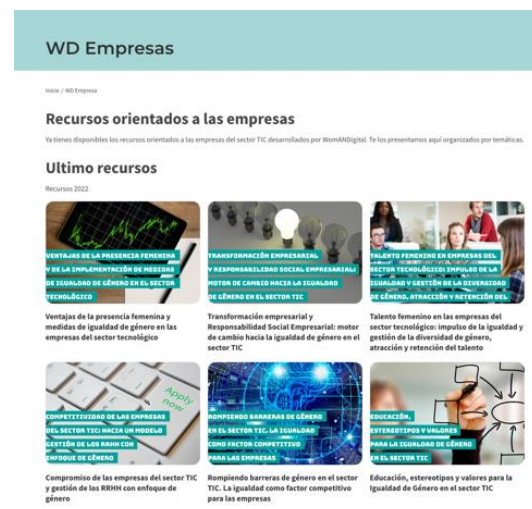 WD Empresas
Inicio / WD Empresa
Recursos orientados a las empresas
Ya tienes disponibles los recursos orientados a las empresas del sector TIC desarrollados por WomANDigital. Te los presentamos aquí organizados por temáticas.
Ultimo recursos
Recursos 2022
VENTAJAS DE LA PRESENCIA FEMENINA
Y DE LA IMPLEMENTACIÓN DE MEDIDAS
DE IGUALDAD DE GÉNERO EN EL SECTOR
TECNOLÓGICO
Ventajas de la presencia femenina y
medidas de igualdad de género en las
empresas del sector tecnológico
TRANSFORMACIÓN EMPRESARIAL
Y RESPONSABILIDAD SOCIAL EMPRESARIAL:
MOTOR DE CAMBIO HACIA LA IGUALDAD
DE GÉNERO EN EL SECTOR TIC
Transformación empresarial y
Responsabilidad Social Empresarial: motor
de cambio hacia la igualdad de género en el
sector TIC
TALENTO FEMENINO EN EMPRESAS DEL
SECTOR TECNOLÓGICO: IMPULSO DE LA
IGUALDAD Y GESTIÓN DE LA DIVERSIDAD
DE GÉNERO, ATRACCIÓN Y RETENCIÓN DEL
Talento femenino en las empresas del
sector tecnológico: impulso de la igualdad y
gestión de la diversidad de género,
atracción y retención del talento
Apply
now
COMPETITIVIDAD DE LAS EMPRESAS
DEL SECTOR TIC: HACIA UN MODELO
GESTIÓN DE LOS RRHH CON
ENFOQUE DE GÉNERO
Compromiso de las empresas del sector TIC
y gestión de los RRHH con enfoque de
género
ROMPIENDO BARRERAS DE GÉNERO
EN EL SECTOR TIC. LA IGUALDAD
COMO FACTOR COMPETITIVO
PARA LAS EMPRESAS
Rompiendo barreras de género en el sector
TIC. La igualdad como factor competitivo
para las empresas
EDUCACIÓN,
ESTEREOTIPOS Y VALORES
PARA LA IGUALDAD DE GÉNERO
EN EL SECTOR TIC
Educación, estereotipos y valores para la
Igualdad de Género en el sector TIC